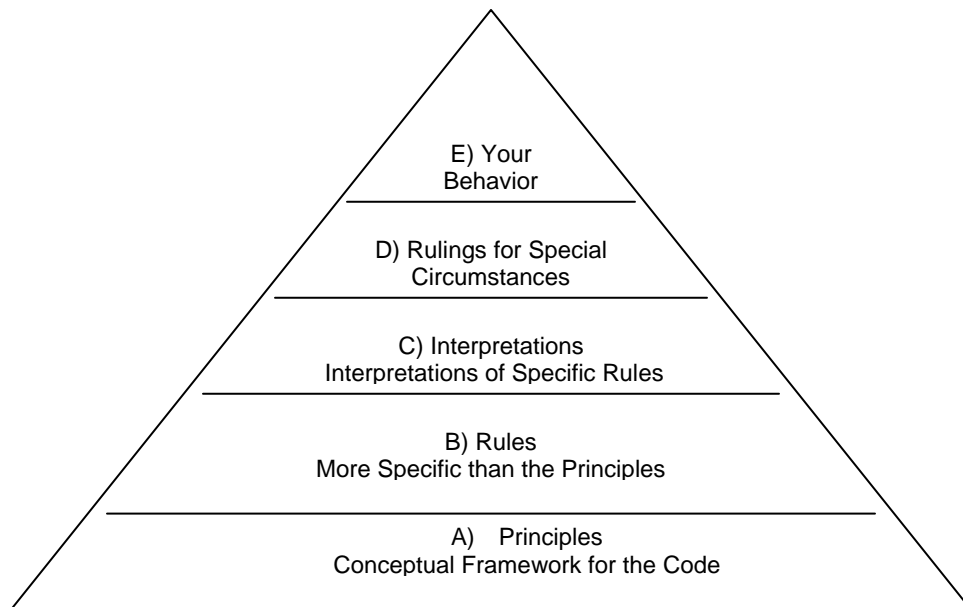 E) Your
Behavior
D) Rulings for Special
Circumstances
C) Interpretations
Interpretations of Specific Rules
B) Rules
More Specific than the Principles
A) Principles
Conceptual Framework for the Code